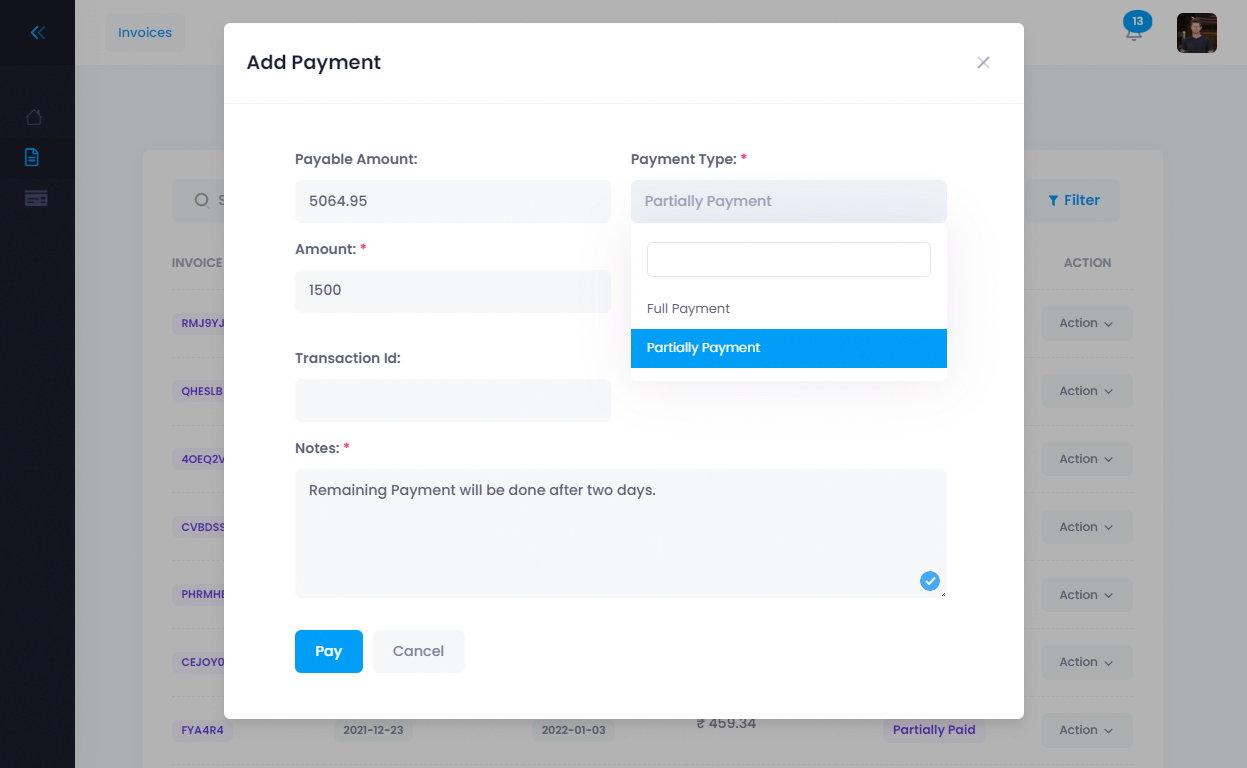 Invoices
13
Add Payment
Payable Amount:
Payment Type: *
5064.95
Partially Payment
Filter
Amount: *
INVOICE
ACTION
1500
Full Payment
RMJ9YJ
Action
Partially Payment
Transaction Id:
QHESLB
Action
Notes: *
4OEQ2V
Action
Remaining Payment will be done after two days.
CVBDSS
Action
PHRMHE
Action
Pay
Cancel
CEJOY0
Action
FYA4R4
2021-12-23
2022-01-03
₹ 459.34
Partially Paid
Action